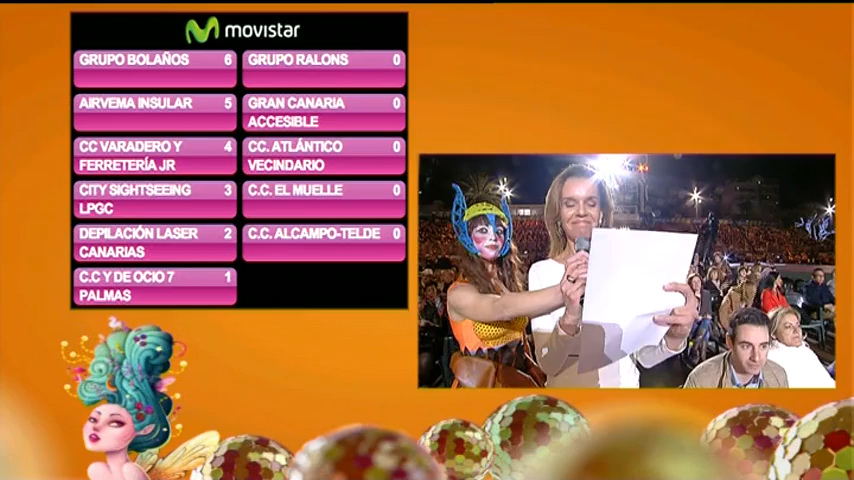 movistar
GRUPO BOLAÑOS 6
AIRVEMA INSULAR 5
CC VARADERO Y 4
FERRETERÍA JR
CITY SIGHTSEEING 3
LPGC
DEPILACIÓN LASER 2
CANARIAS
C.C Y DE OCIO 7 1
PALMAS
GRUPO RALONS 0
GRAN CANARIA 0
ACCESIBLE
CC. ATLÁNTICO 0
VECINDARIO
C.C. EL MUELLE 0
C.C. ALCAMPO-TELDE 0